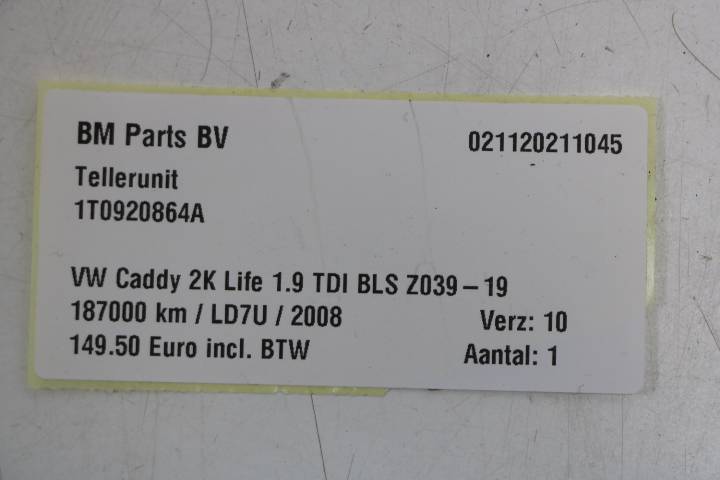 BM Parts BV 021120211045
Tellerunit
1T0920864A
VW Caddy 2K Life 1.9 TDI BLS Z039-19
187000 km / LD7U / 2008 Verz: 10
149.50 Euro incl. BTW Aantal: 1